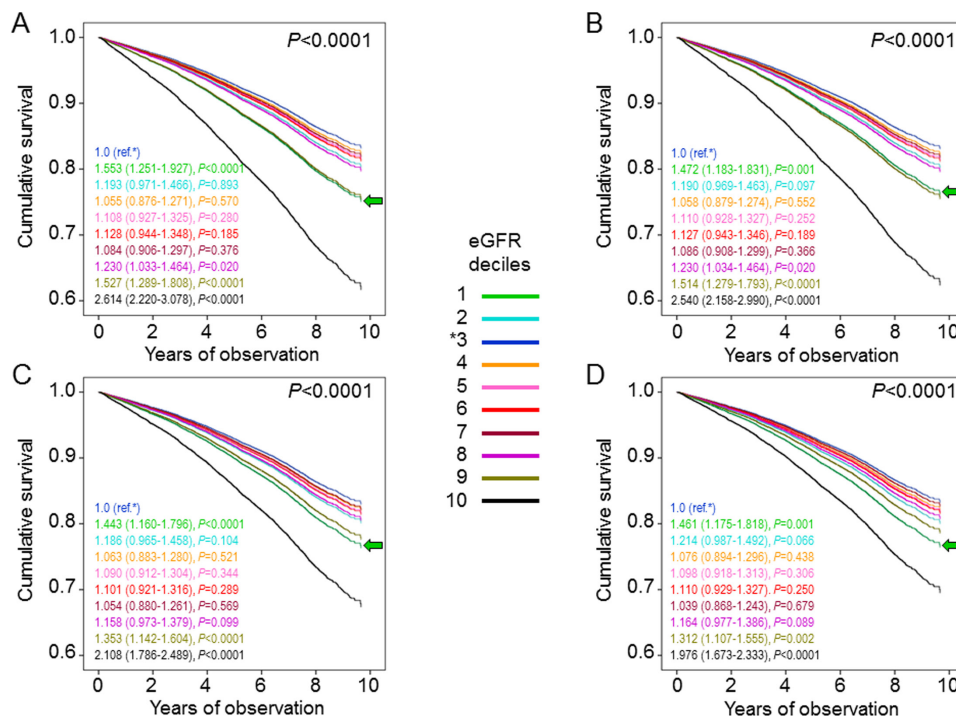 A
P<0.0001
Cumulative survival
1.0
0.9
0.8
0.7
0.6
1.0 (ref.*)
1.553 (1.251-1.927), P<0.0001
1.193 (0.971-1.466), P=0.893
1.055 (0.876-1.271), P=0.570
1.108 (0.927-1.325), P=0.280
1.128 (0.944-1.348), P=0.185
1.084 (0.906-1.297), P=0.376
1.230 (1.033-1.464), P=0.020
1.527 (1.289-1.808), P<0.0001
2.614 (2.220-3.078), P<0.0001
0 2 4 6 8 10
Years of observation
B
P<0.0001
Cumulative survival
1.0
0.9
0.8
0.7
0.6
1.0 (ref.*)
1.472 (1.183-1.831), P=0.001
1.190 (0.969-1.463), P=0.097
1.058 (0.879-1.274), P=0.552
1.110 (0.928-1.327), P=0.252
1.127 (0.943-1.346), P=0.189
1.086 (0.908-1.299), P=0.366
1.230 (1.034-1.464), P=0,020
1.514 (1.279-1.793), P<0.0001
2.540 (2.158-2.990), P<0.0001
0 2 4 6 8 10
Years of observation
eGFR
deciles
1
2
*3
4
5
6
7
8
9
10
C
P<0.0001
Cumulative survival
1.0
0.9
0.8
0.7
0.6
1.0 (ref.*)
1.443 (1.160-1.796), P<0.0001
1.186 (0.965-1.458), P=0.104
1.063 (0.883-1.280), P=0.521
1.090 (0.912-1.304), P=0.344
1.101 (0.921-1.316), P=0.289
1.054 (0.880-1.261), P=0.569
1.158 (0.973-1.379), P=0.099
1.353 (1.142-1.604), P<0.0001
2.108 (1.786-2.489), P<0.0001
0 2 4 6 8 10
Years of observation
D
P<0.0001
Cumulative survival
1.0
0.9
0.8
0.7
0.6
1.0 (ref.*)
1.461 (1.175-1.818), P=0.001
1.214 (0.987-1.492), P=0.066
1.076 (0.894-1.296), P=0.438
1.098 (0.918-1.313), P=0.306
1.110 (0.929-1.327), P=0.250
1.039 (0.868-1.243), P=0.679
1.164 (0.977-1.386), P=0.089
1.312 (1.107-1.555), P=0.002
1.976 (1.673-2.333), P<0.0001
0 2 4 6 8 10
Years of observation